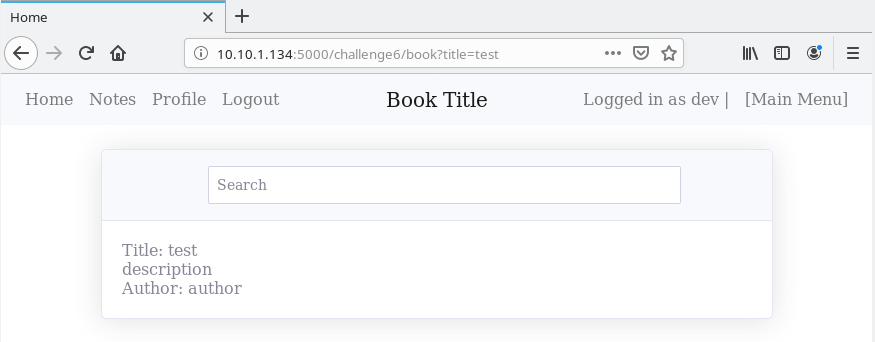 Home
10.10.1.134:5000/challenge6/book?title=test
Home Notes Profile Logout Book Title Logged in as dev | [Main Menu]
Search
Title: test
description
Author: author